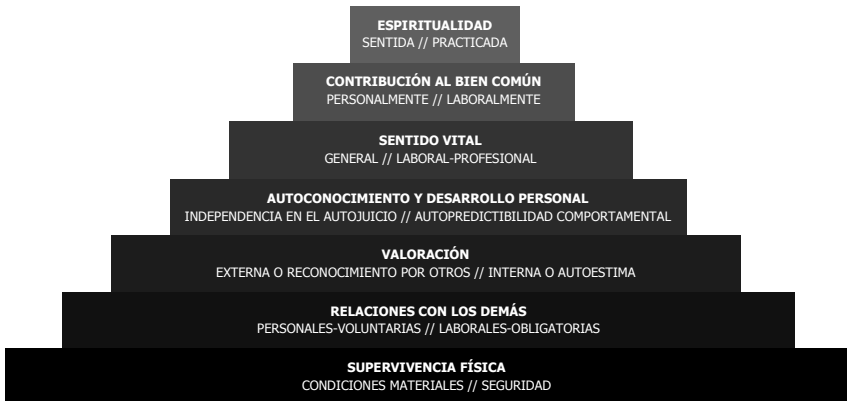 ESPIRITUALIDAD
SENTIDA // PRACTICADA
CONTRIBUCIÓN AL BIEN COMÚN
PERSONALMENTE // LABORALMENTE
SENTIDO VITAL
GENERAL // LABORAL-PROFESIONAL
AUTOCONOCIMIENTO Y DESARROLLO PERSONAL
INDEPENDENCIA EN EL AUTOJUICIO // AUTOPREDICTIBILIDAD COMPORTAMENTAL
VALORACIÓN
EXTERNA O RECONOCIMIENTO POR OTROS // INTERNA O AUTOESTIMA
RELACIONES CON LOS DEMÁS
PERSONALES-VOLUNTARIAS // LABORALES-OBLIGATORIAS
SUPERVIVENCIA FÍSICA
CONDICIONES MATERIALES // SEGURIDAD